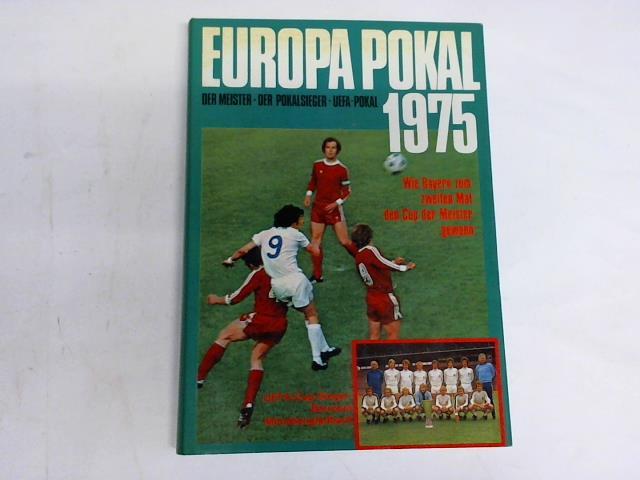 EUROPA POKAL
DER MEISTER · DER POKALSIEGER · UEFA-POKAL
1975
Wie Bayern zum
zweiten Mal
den Cup der Meister
gewann
9